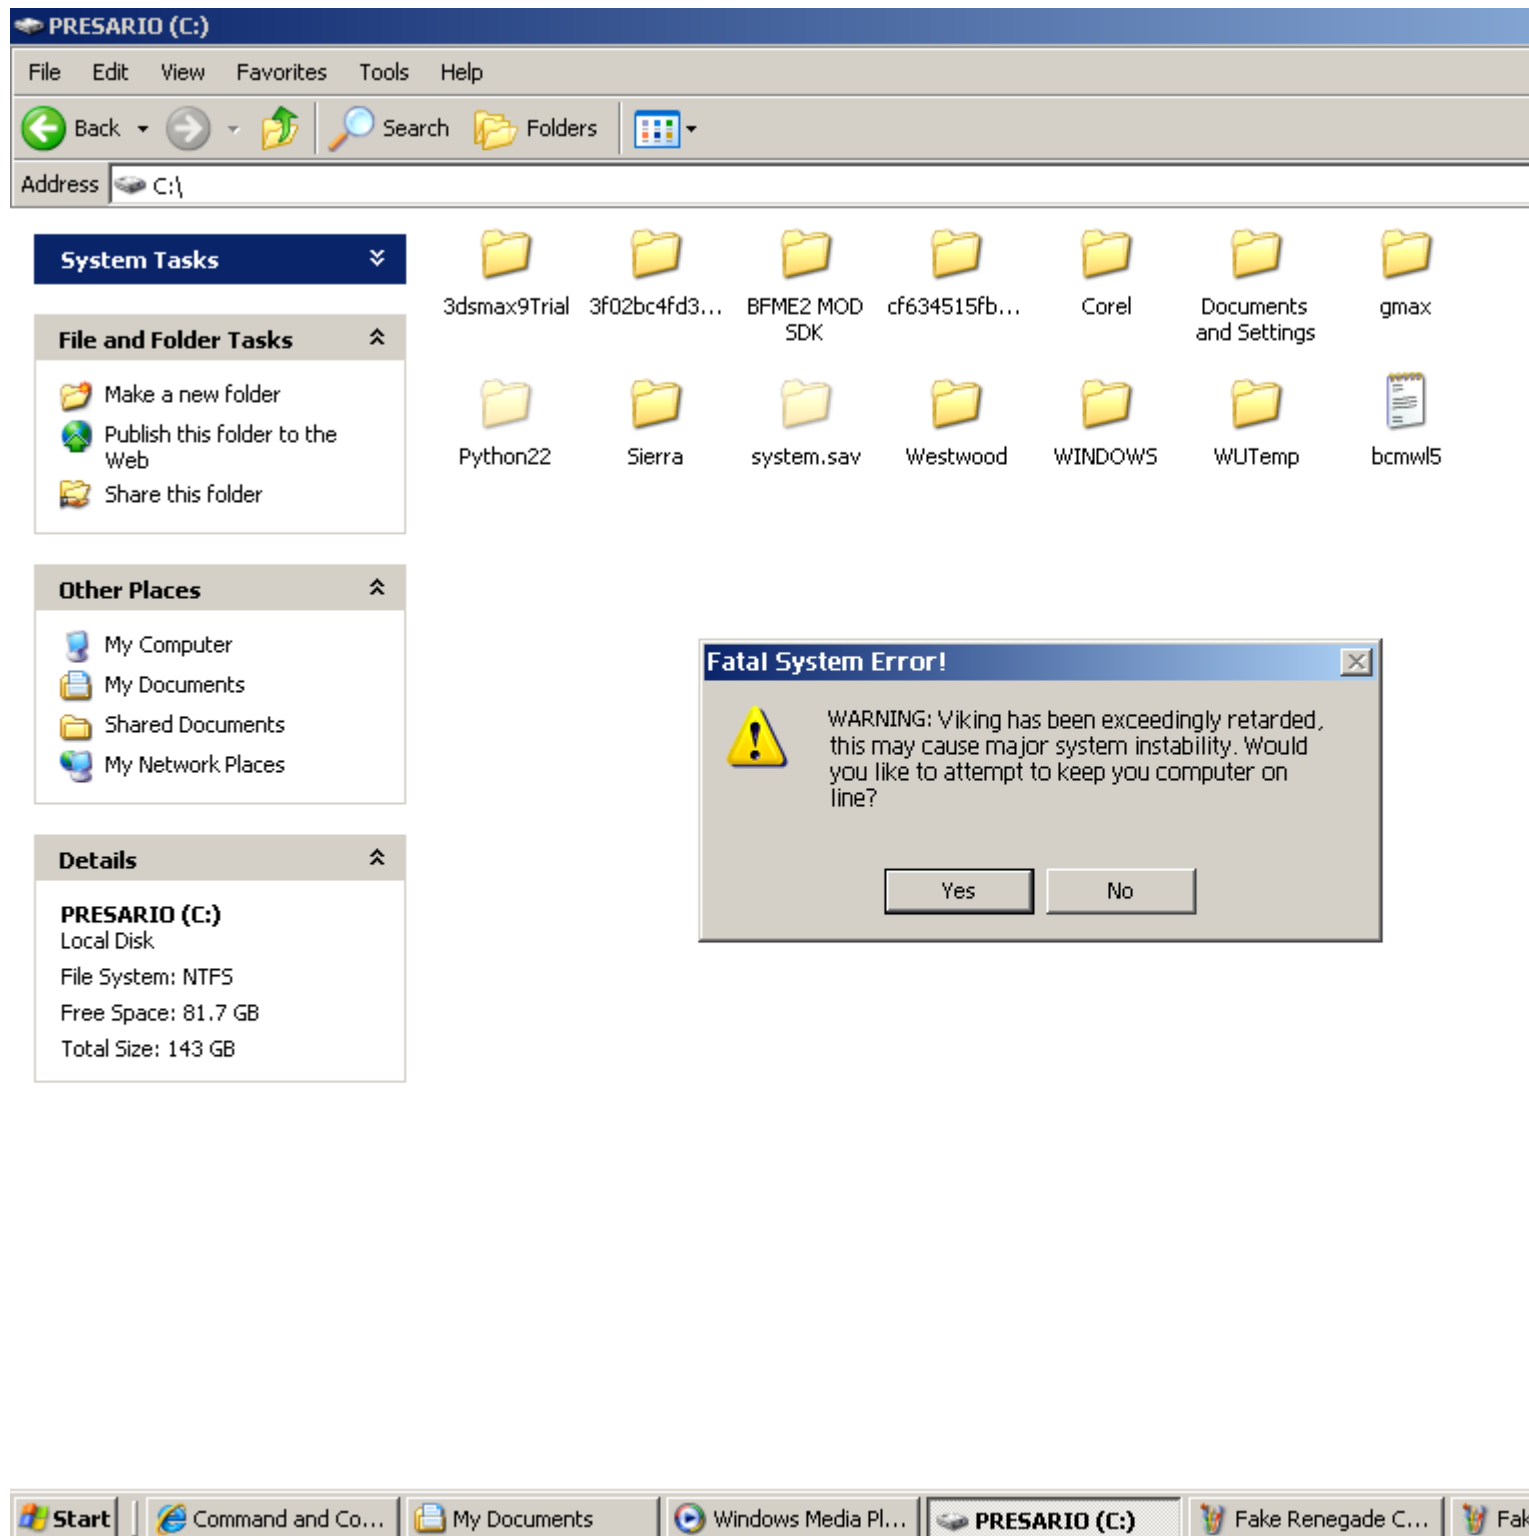 PRESARIO (C:)
File Edit View Favorites Tools Help
Back Search Folders
Address C:\
System Tasks
File and Folder Tasks
Make a new folder
Publish this folder to the
Web
Share this folder
Other Places
My Computer
My Documents
Shared Documents
My Network Places
Details
PRESARIO (C:)
Local Disk
File System: NTFS
Free Space: 81.7 GB
Total Size: 143 GB
3dsmax9Trial 3f02bc4fd3... BFME2 MOD cf634515fb... Corel Documents gmax
SDK and Settings
Python22 Sierra system.sav Westwood WINDOWS WUTemp bcmwl5
Fatal System Error!
WARNING: Viking has been exceedingly retarded,
this may cause major system instability. Would
you like to attempt to keep you computer on
line?
Yes No
Start Command and Co... My Documents Windows Media Pl... PRESARIO (C:) Fake Renegade C... Fak